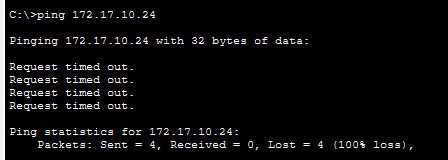 C:\>ping 172.17.10.24
Pinging 172.17.10.24 with 32 bytes of data:
Request timed out.
Request timed out.
Request timed out.
Request timed out.
Ping statistics for 172.17.10.24:
Packets: Sent = 4, Received = 0, Lost = 4 (100% loss),